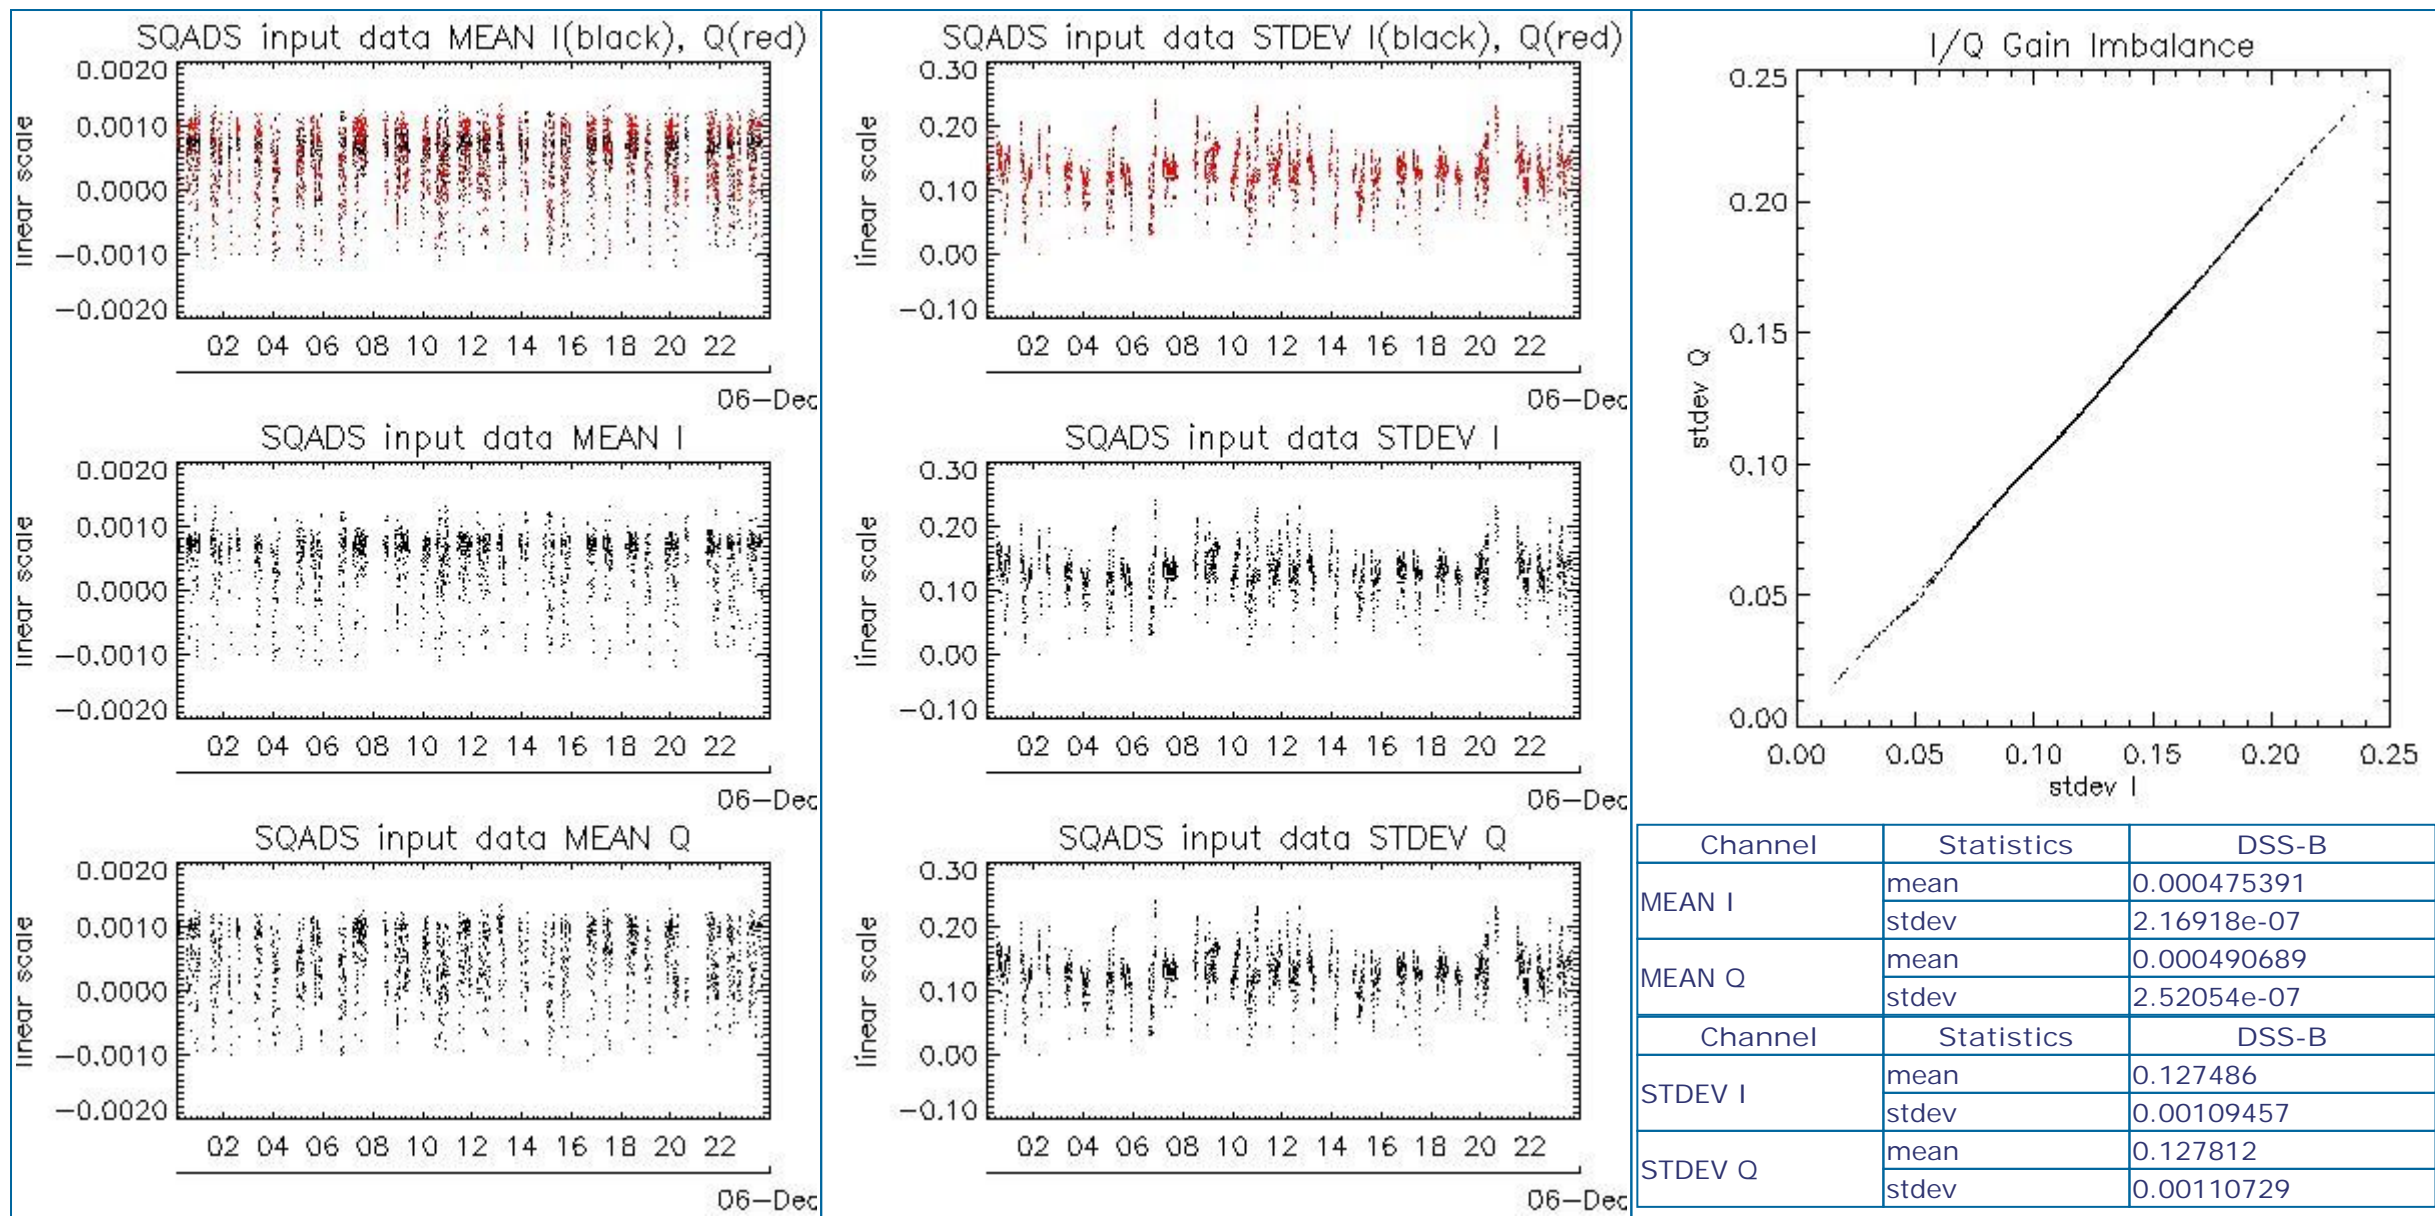 SQADS input data MEAN I(black), Q(red)
0.0020
0.0010
0.0000
−0.0010
−0.0020
linear scale
02 04 06 08 10 12 14 16 18 20 22
06−Dec
SQADS input data MEAN I
0.0020
0.0010
0.0000
−0.0010
−0.0020
linear scale
02 04 06 08 10 12 14 16 18 20 22
06−Dec
SQADS input data MEAN Q
0.0020
0.0010
0.0000
−0.0010
−0.0020
linear scale
02 04 06 08 10 12 14 16 18 20 22
06−Dec
SQADS input data STDEV I(black), Q(red)
0.30
0.20
0.10
0.00
−0.10
linear scale
02 04 06 08 10 12 14 16 18 20 22
06−Dec
SQADS input data STDEV I
0.30
0.20
0.10
0.00
−0.10
linear scale
02 04 06 08 10 12 14 16 18 20 22
06−Dec
SQADS input data STDEV Q
0.30
0.20
0.10
0.00
−0.10
linear scale
02 04 06 08 10 12 14 16 18 20 22
06−Dec
I/Q Gain Imbalance
0.25
0.20
0.15
0.10
0.05
0.00
stdev Q
0.00 0.05 0.10 0.15 0.20 0.25
stdev I
Channel Statistics DSS-B
MEAN I mean 0.000475391
stdev 2.16918e-07
MEAN Q mean 0.000490689
stdev 2.52054e-07
Channel Statistics DSS-B
STDEV I mean 0.127486
stdev 0.00109457
STDEV Q mean 0.127812
stdev 0.00110729